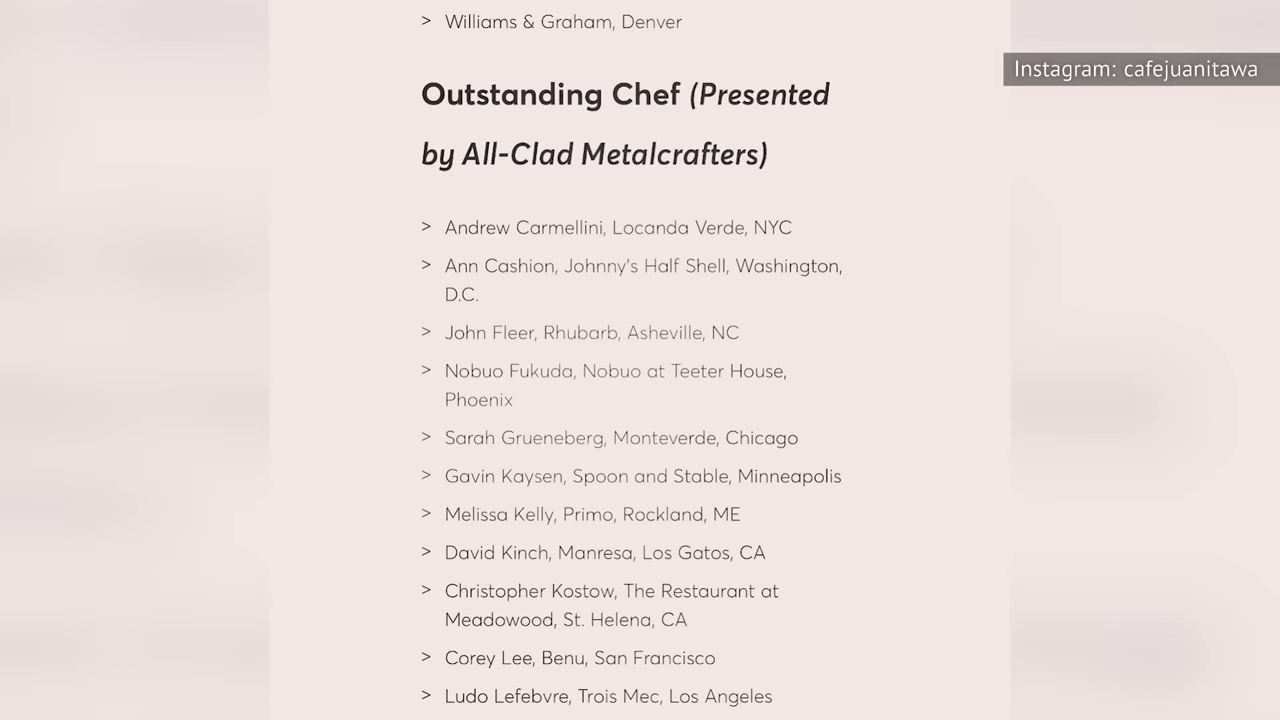 > Williams & Graham, Denver
Instagram: cafejuanitawa
Outstanding Chef (Presented
by All-Clad Metalcrafters)
> Andrew Carmellini, Locanda Verde, NYC
> Ann Cashion, Johnny's Half Shell, Washington,
D.C.
> John Fleer, Rhubarb, Asheville, NC
> Nobuo Fukuda, Nobuo at Teeter House,
Phoenix
> Sarah Grueneberg, Monteverde, Chicago
> Gavin Kaysen, Spoon and Stable, Minneapolis
> Melissa Kelly, Primo, Rockland, ME
> David Kinch, Manresa, Los Gatos, CA
> Christopher Kostow, The Restaurant at
Meadowood, St. Helena, CA
> Corey Lee, Benu, San Francisco
> Ludo Lefebvre, Trois Mec, Los Angeles